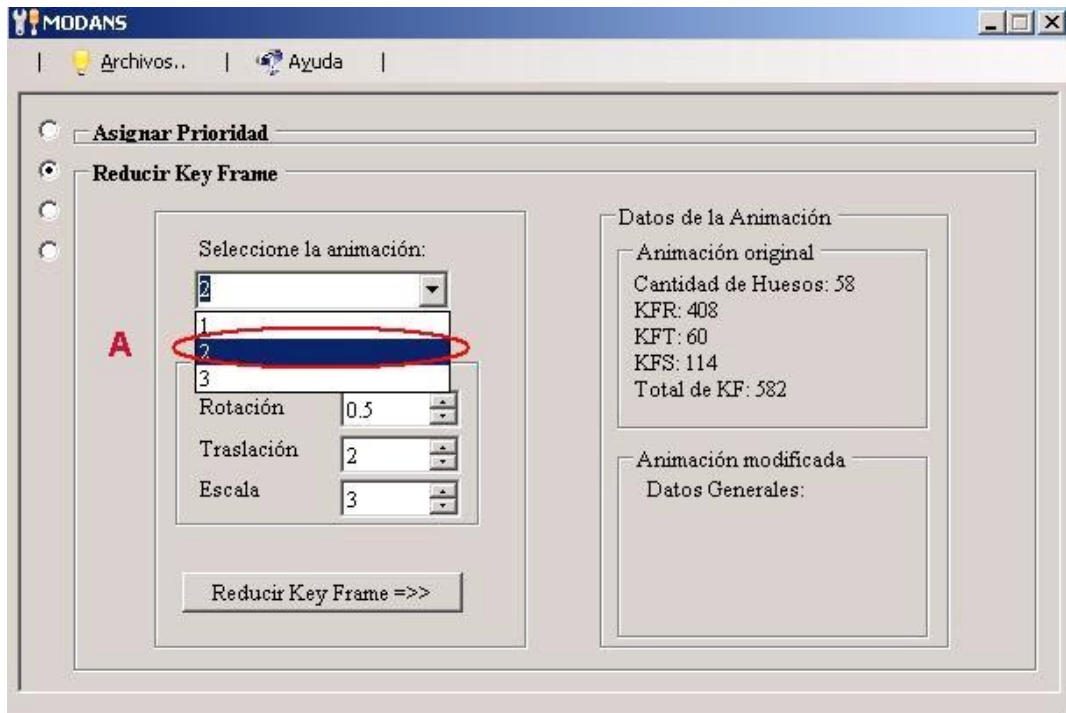 MODANS
| Archivos.. | Ayuda |
Asignar Prioridad
Reducir Key Frame
Seleccione la animación:
2
1
2
3
A
Rotación 0.5
Traslación 2
Escala 3
Reducir Key Frame =>>
Datos de la Animación
Animación original
Cantidad de Huesos: 58
KFR: 408
KFT: 60
KFS: 114
Total de KF: 582
Animación modificada
Datos Generales: